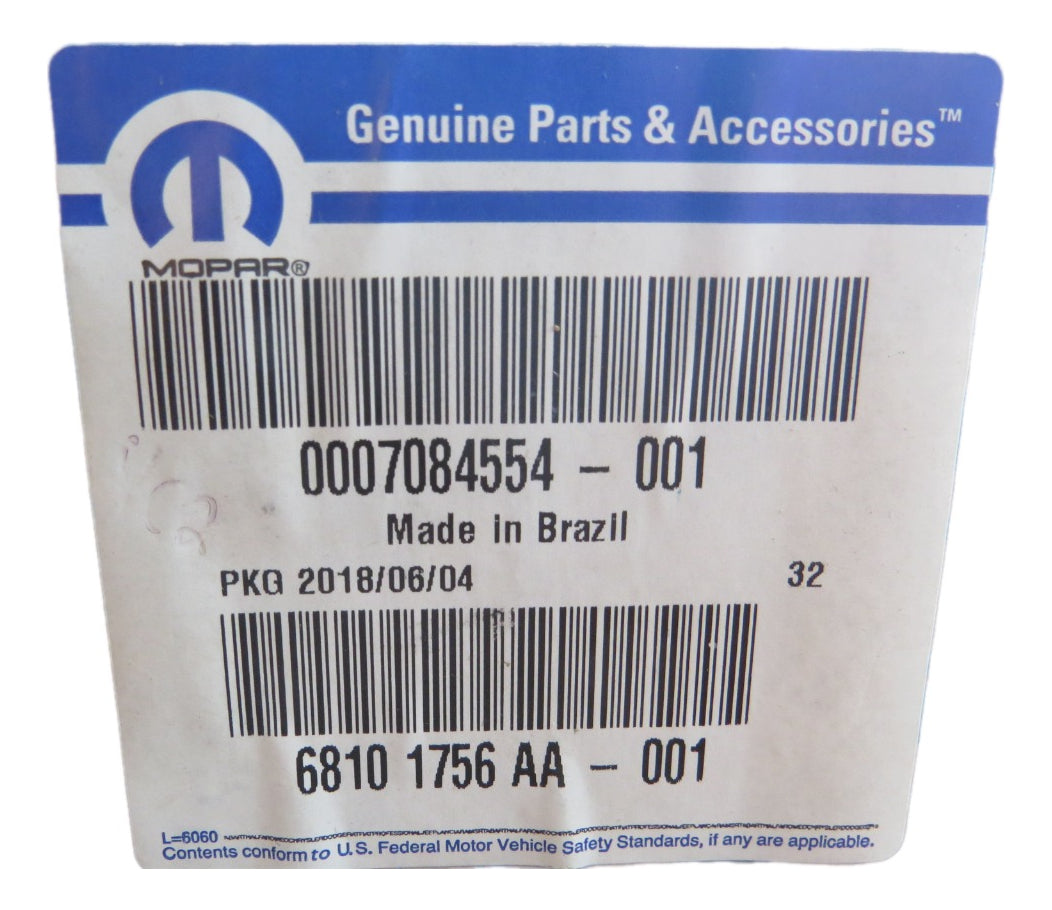 Genuine Parts & Accessories™
MOPAR®
0007084554 - 001
Made in Brazil
PKG 2018/06/04 32
6810 1756 AA - 001
L=6060
Contents conform to U.S. Federal Motor Vehicle Safety Standards, if any are applicable.